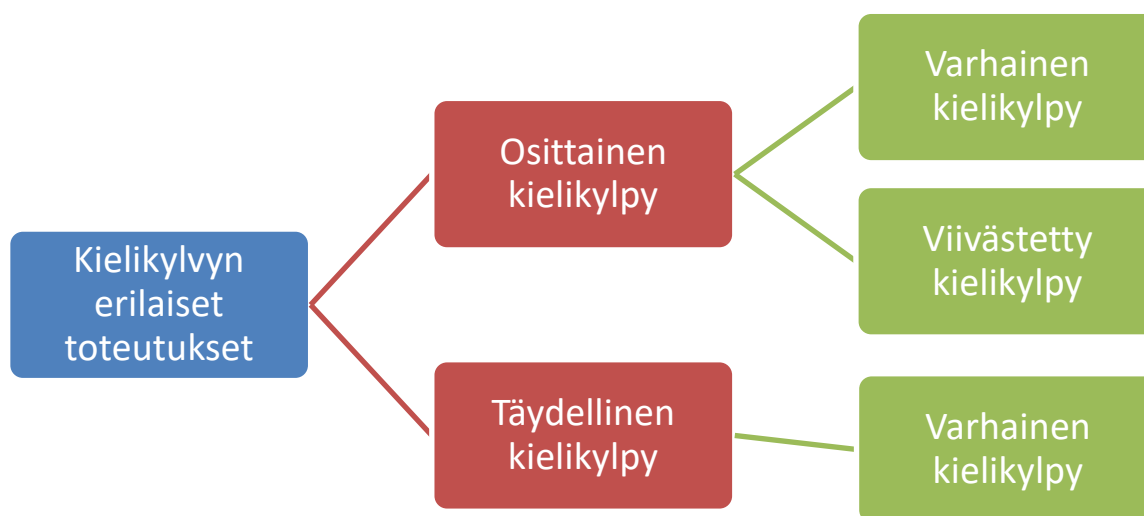 Kielikylvyn
erilaiset
toteutukset
Osittainen
kielikylpy
Varhainen
kielikylpy
Viivästetty
kielikylpy
Täydellinen
kielikylpy
Varhainen
kielikylpy